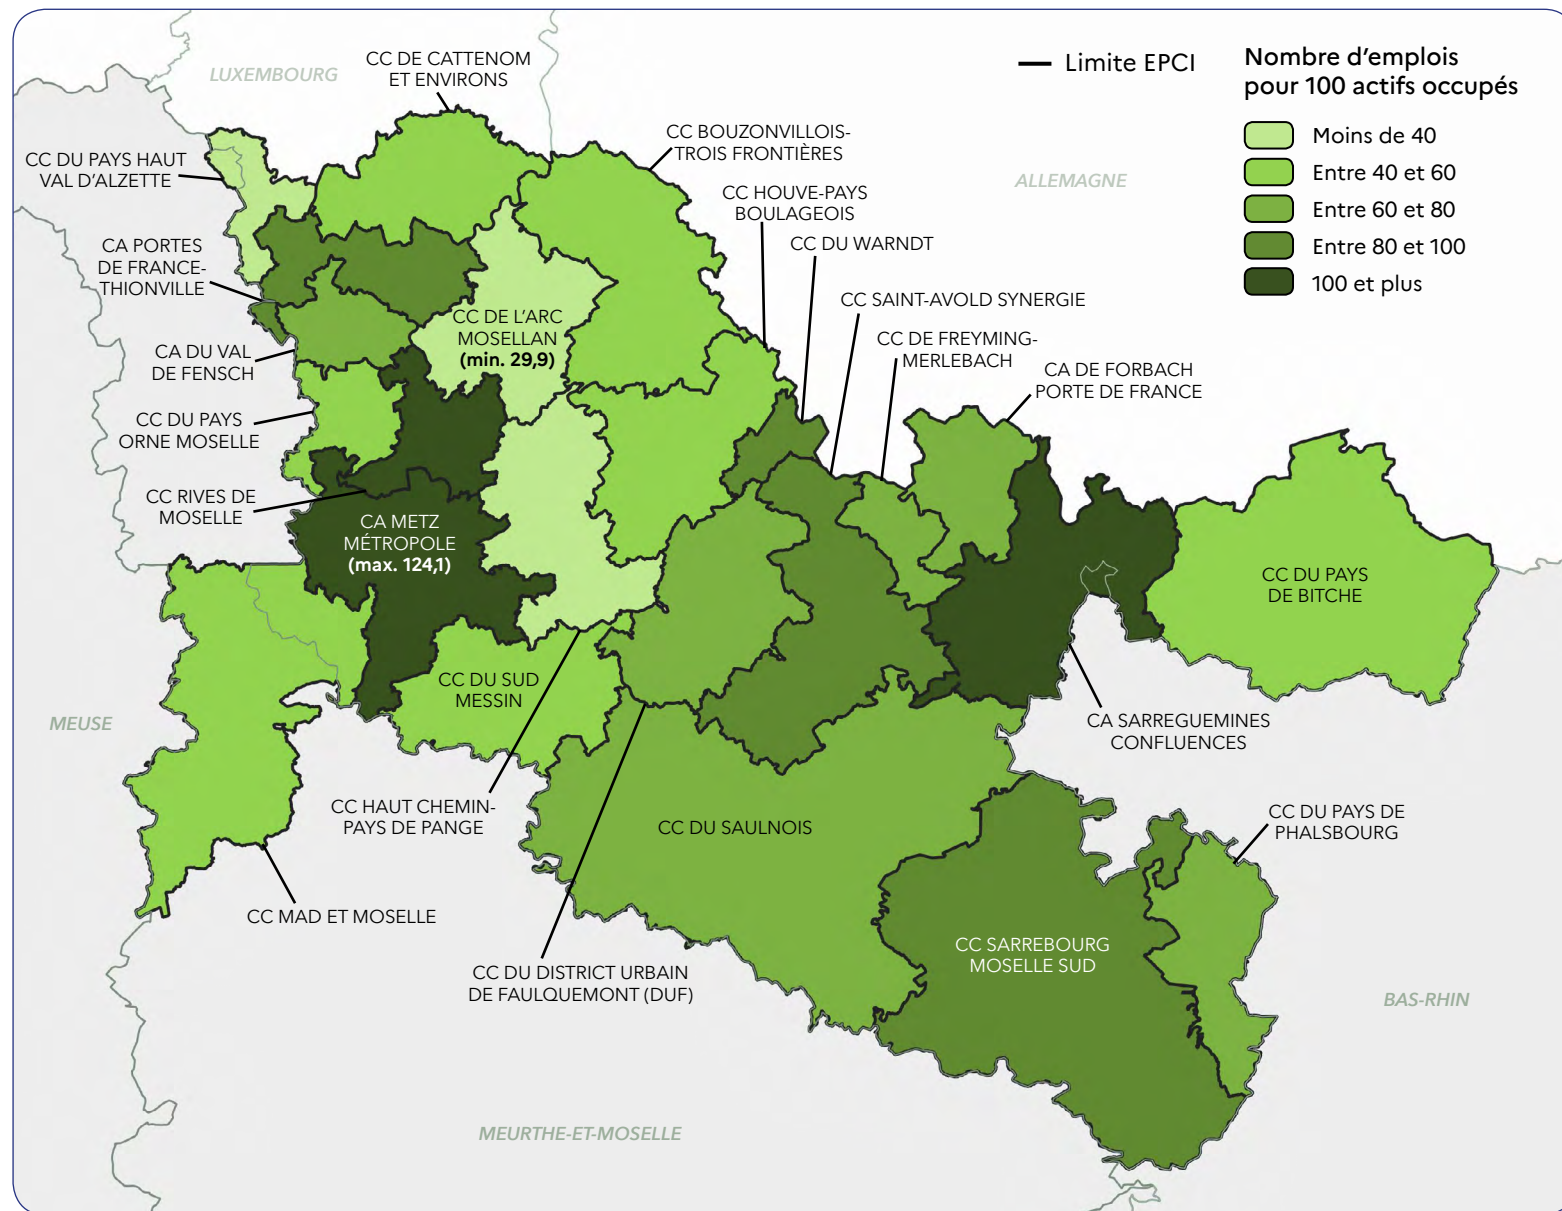 LUXEMBOURG
CC DE CATTENOM
ET ENVIRONS
Limite EPCI
Nombre d'emplois
pour 100 actifs occupés
Moins de 40
Entre 40 et 60
Entre 60 et 80
Entre 80 et 100
100 et plus
CC DU PAYS HAUT
VAL D'ALZETTE
CC BOUZONVILLOIS-
TROIS FRONTIÈRES
ALLEMAGNE
CC HOUVE-PAYS
BOULAGEOIS
CC DU WARNDT
CA PORTES
DE FRANCE-
THIONVILLE
CC SAINT-AVOLD SYNERGIE
CC DE L'ARC
MOSELLAN
(min. 29,9)
CC DE FREYMING-
MERLEBACH
CA DU VAL
DE FENSCH
CA DE FORBACH
PORTE DE FRANCE
CC DU PAYS
ORNE MOSELLE
CC RIVES DE
MOSELLE
CA METZ
MÉTROPOLE
(max. 124,1)
CC DU PAYS
DE BITCHE
CC DU SUD
MESSIN
MEUSE
CA SARREGUEMINES
CONFLUENCES
CC HAUT CHEMIN-
PAYS DE PANGE
CC DU SAULNOIS
CC DU PAYS DE
PHALSBOURG
CC MAD ET MOSELLE
CC SARREBOURG
MOSELLE SUD
CC DU DISTRICT URBAIN
DE FAULQUEMONT (DUF)
BAS-RHIN
MEURTHE-ET-MOSELLE